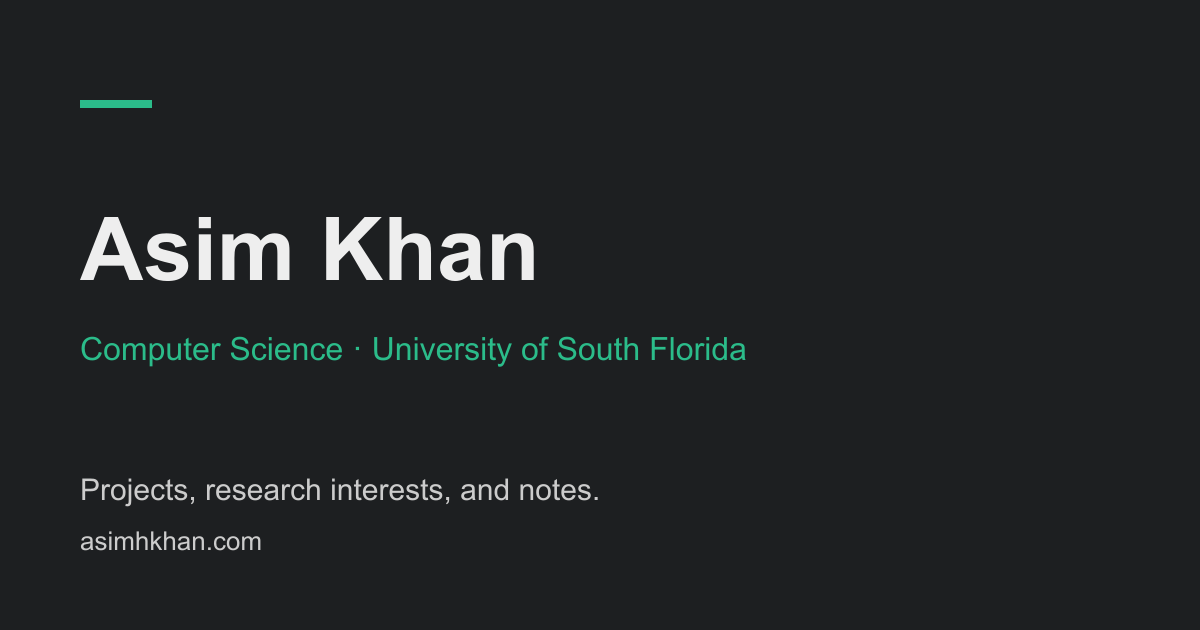 Asim Khan
Computer Science · University of South Florida
Projects, research interests, and notes.
asimhkhan.com